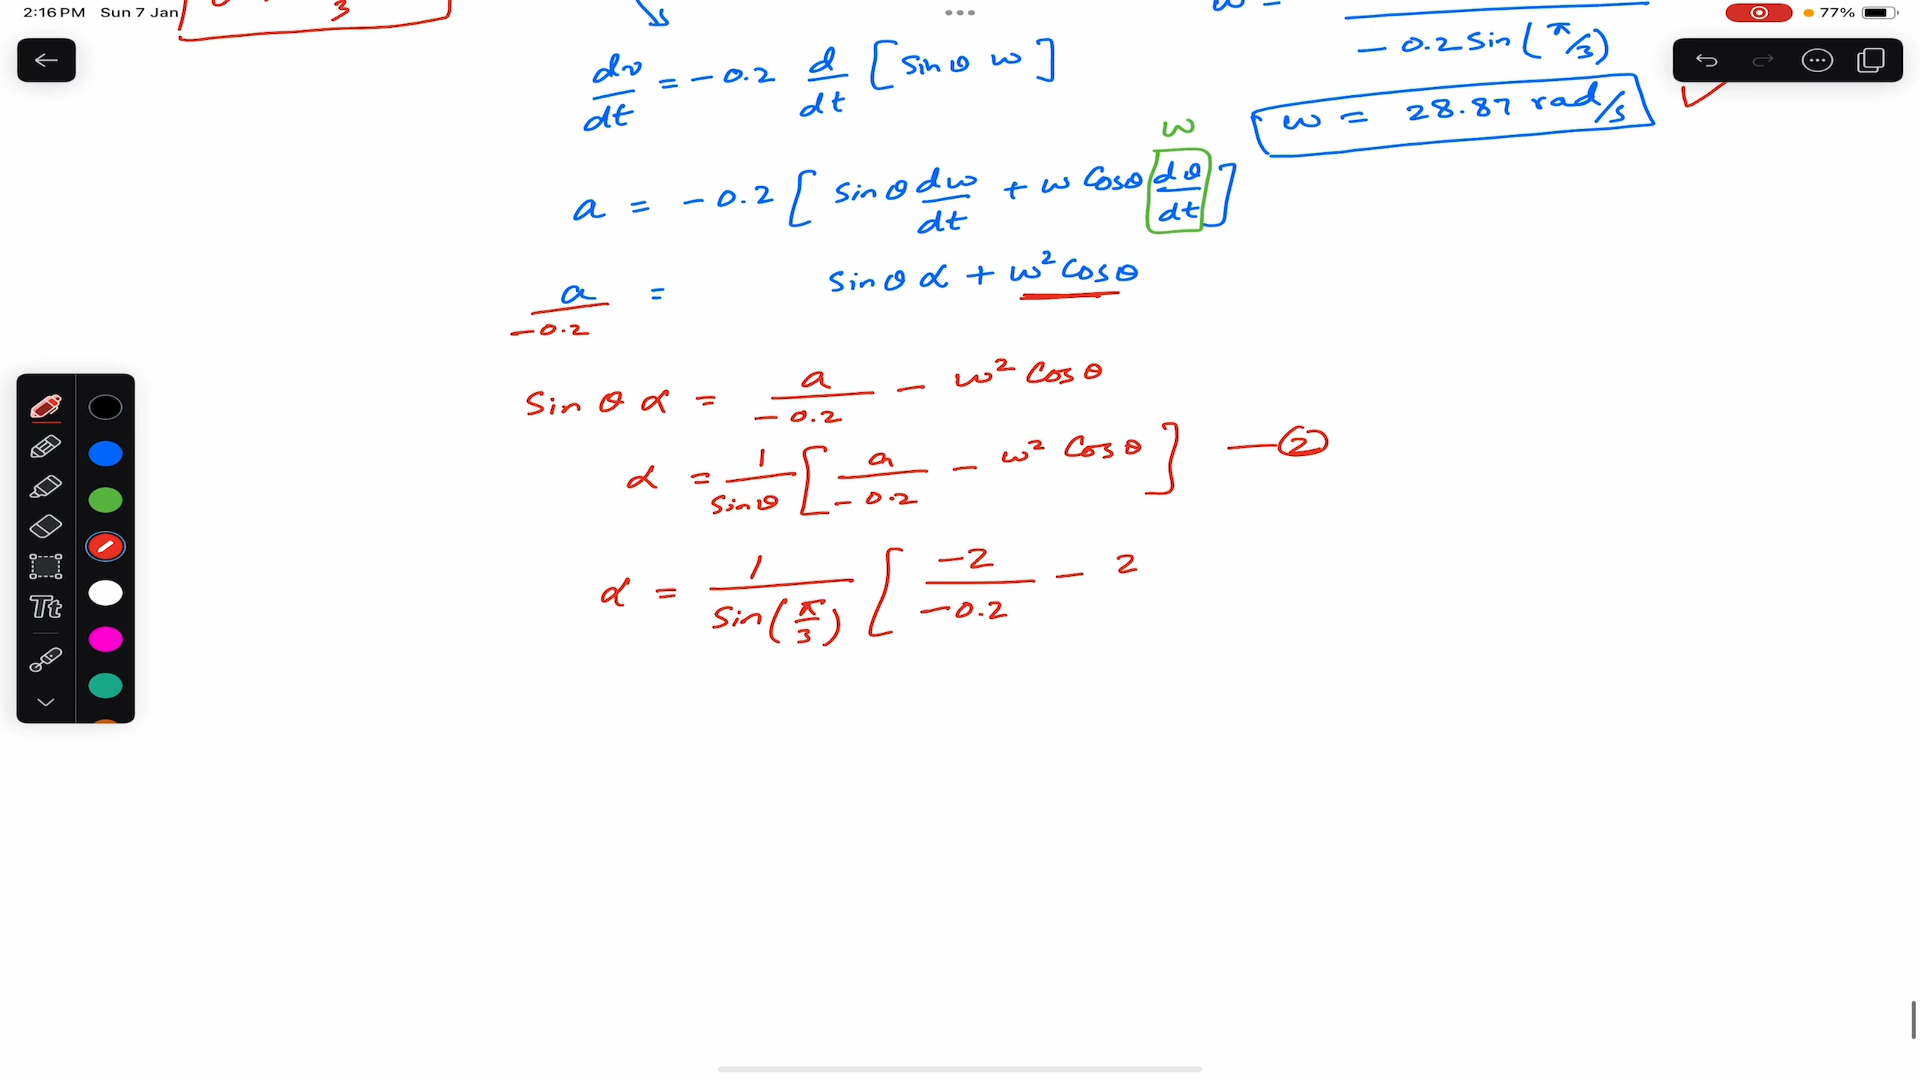 2:16 PM Sun 7 Jan
77%
3
ω =
- 0.2 sin (π/3)
dv/dt = - 0.2 d/dt [ sin θ ω ]
ω = 28.87 rad/s
ω
a = - 0.2 [ sin θ dω/dt + ω cos θ dθ/dt ]
a/-0.2 = sin θ α + ω² cos θ
sin θ α = a/-0.2 - ω² cos θ
α = 1/sin θ [ a/-0.2 - ω² cos θ ] — 2
α = 1/sin(π/3) [ -2/-0.2 - 2
Tt